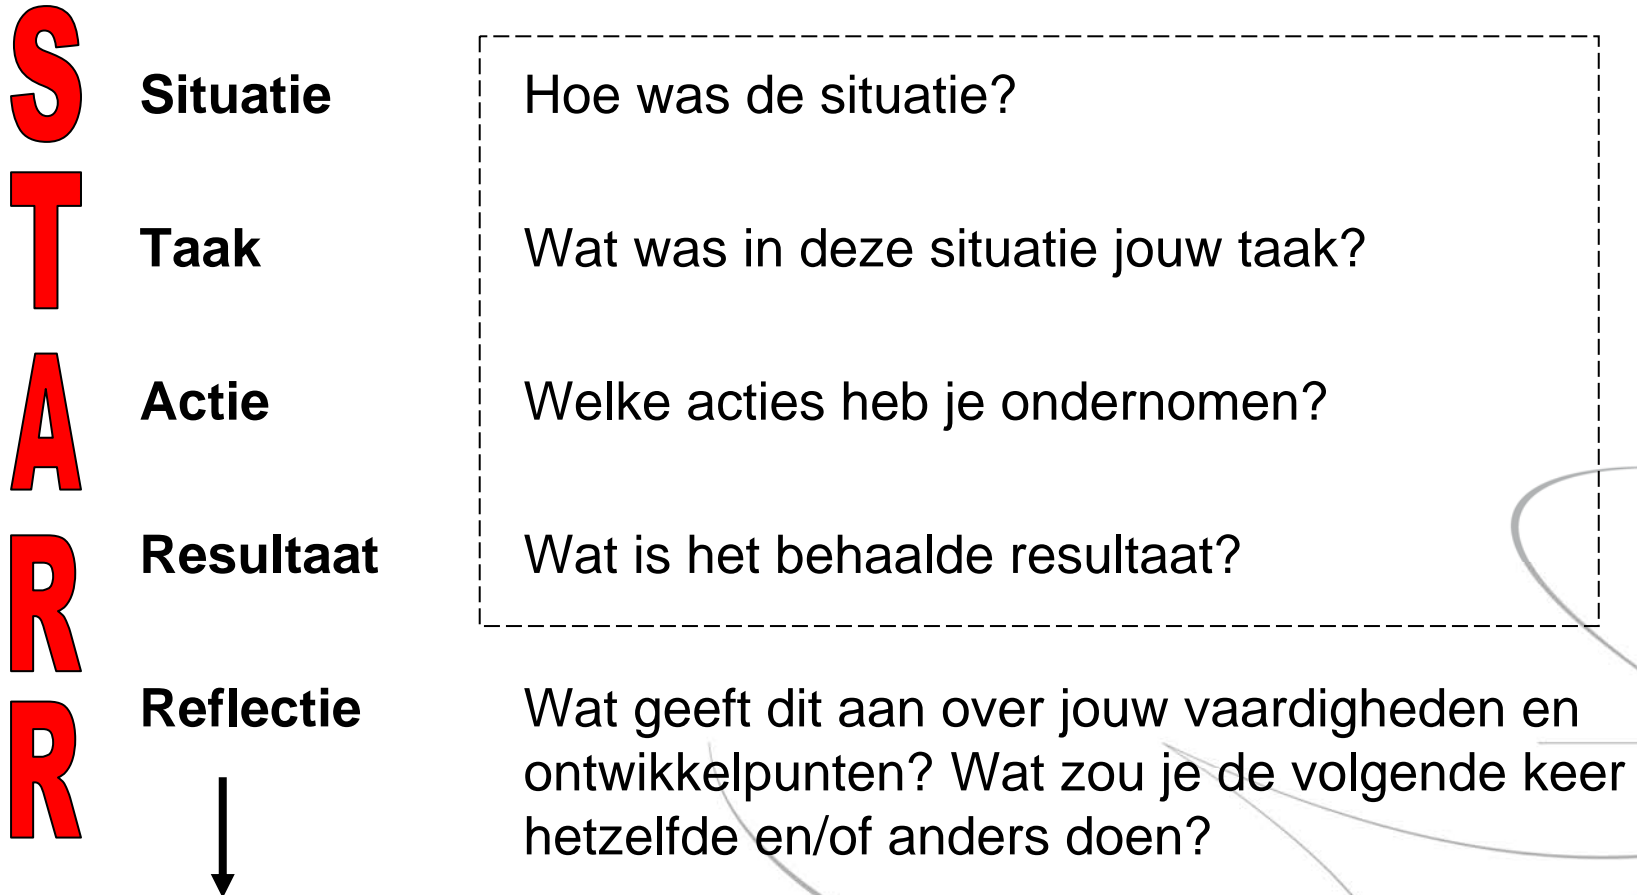 S
T
A
R
R
Situatie Hoe was de situatie?
Taak Wat was in deze situatie jouw taak?
Actie Welke acties heb je ondernomen?
Resultaat Wat is het behaalde resultaat?
Reflectie Wat geeft dit aan over jouw vaardigheden en
ontwikkelpunten? Wat zou je de volgende keer
hetzelfde en/of anders doen?